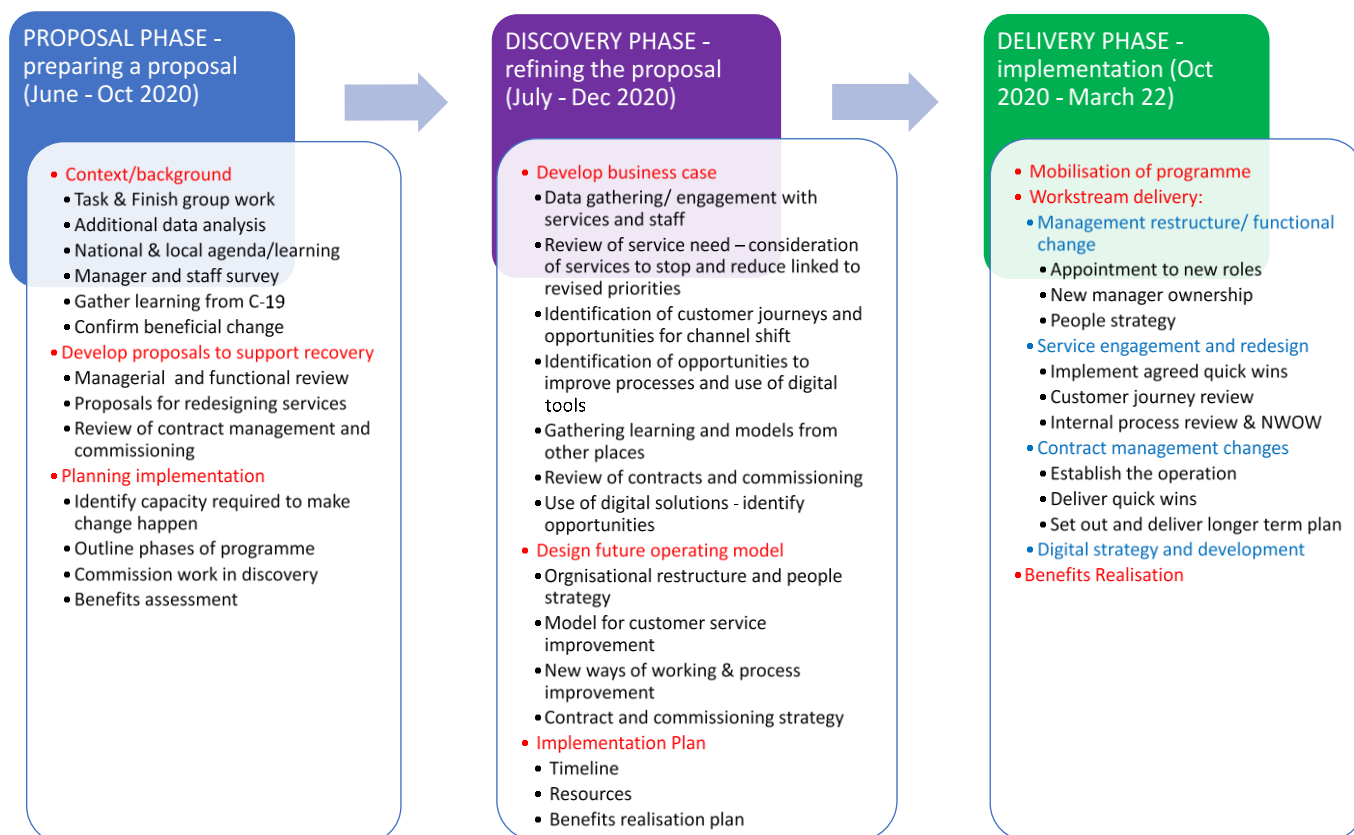 PROPOSAL PHASE -
preparing a proposal
(June - Oct 2020)
• Context/background
• Task & Finish group work
• Additional data analysis
• National & local agenda/learning
• Manager and staff survey
• Gather learning from C-19
• Confirm beneficial change
• Develop proposals to support recovery
• Managerial and functional review
• Proposals for redesigning services
• Review of contract management and
commissioning
• Planning implementation
• Identify capacity required to make
change happen
• Outline phases of programme
• Commission work in discovery
• Benefits assessment
DISCOVERY PHASE -
refining the proposal
(July - Dec 2020)
• Develop business case
• Data gathering/ engagement with
services and staff
• Review of service need – consideration
of services to stop and reduce linked to
revised priorities
• Identification of customer journeys and
opportunities for channel shift
• Identification of opportunities to
improve processes and use of digital
tools
• Gathering learning and models from
other places
• Review of contracts and commissioning
• Use of digital solutions - identify
opportunities
• Design future operating model
• Orgnisational restructure and people
strategy
• Model for customer service
improvement
• New ways of working & process
improvement
• Contract and commissioning strategy
• Implementation Plan
• Timeline
• Resources
• Benefits realisation plan
DELIVERY PHASE -
implementation (Oct
2020 - March 22)
• Mobilisation of programme
• Workstream delivery:
• Management restructure/ functional
change
• Appointment to new roles
• New manager ownership
• People strategy
• Service engagement and redesign
• Implement agreed quick wins
• Customer journey review
• Internal process review & NWOW
• Contract management changes
• Establish the operation
• Deliver quick wins
• Set out and deliver longer term plan
• Digital strategy and development
• Benefits Realisation